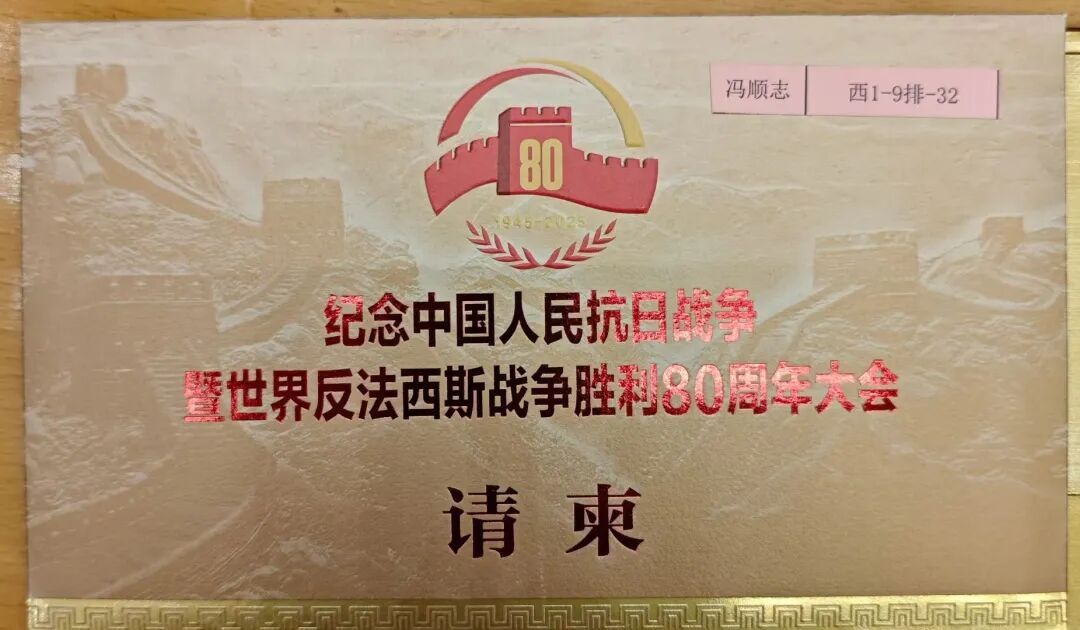 冯顺志 西1-9排-32
80
1945-2025
纪念中国人民抗日战争
暨世界反法西斯战争胜利80周年大会
请柬